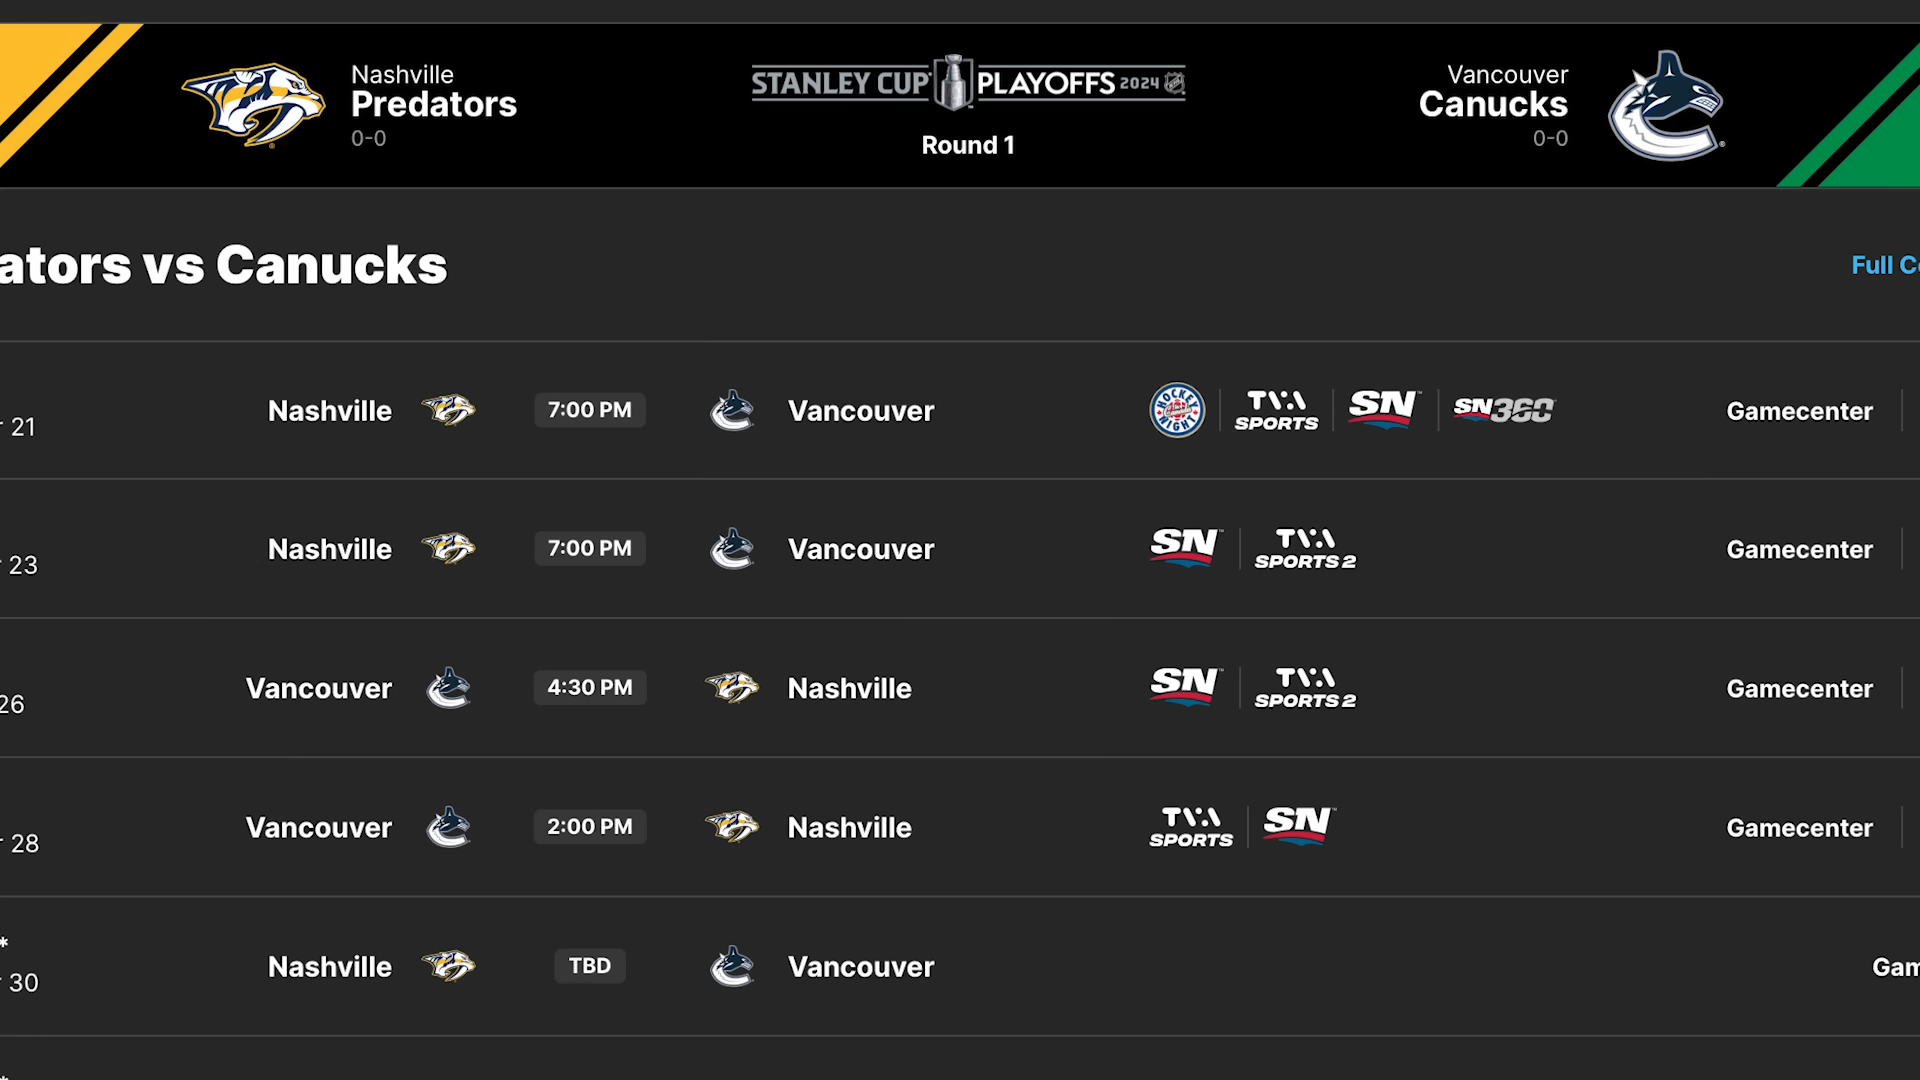 Nashville
Predators
0-0
STANLEY CUP PLAYOFFS 2024
Round 1
Vancouver
Canucks
0-0
ators vs Canucks
Full C
21
Nashville
7:00 PM
Vancouver
HOCKEY NIGHT
TVA SPORTS
SN
SN360
Gamecenter
23
Nashville
7:00 PM
Vancouver
SN
TVA SPORTS 2
Gamecenter
26
Vancouver
4:30 PM
Nashville
SN
TVA SPORTS 2
Gamecenter
28
Vancouver
2:00 PM
Nashville
TVA SPORTS
SN
Gamecenter
*
30
Nashville
TBD
Vancouver
Gam
*